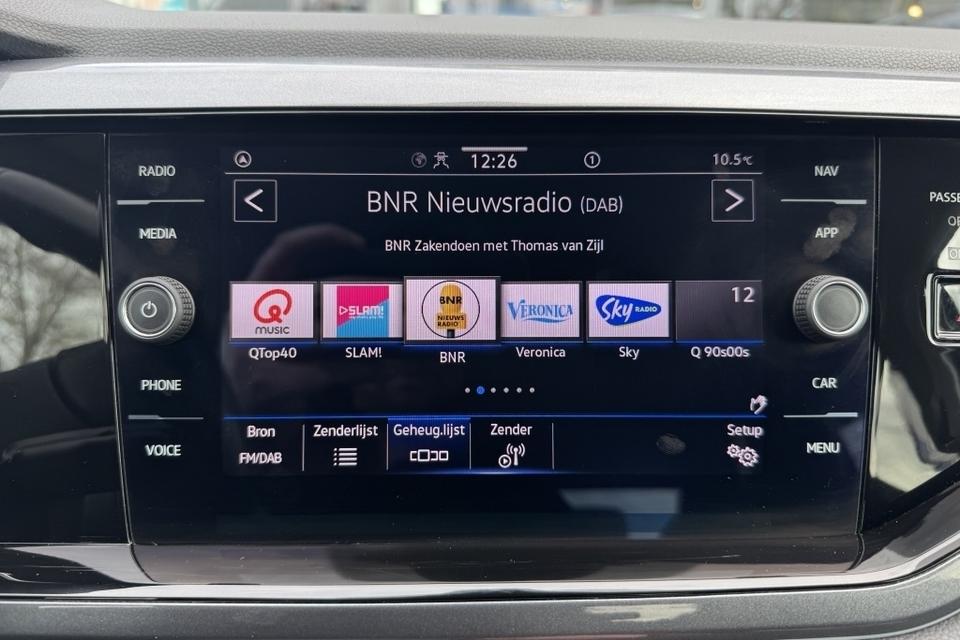 RADIO
MEDIA
PHONE
VOICE
12:26
1
10.5°C
< BNR Nieuwsradio (DAB) >
BNR Zakendoen met Thomas van Zijl
Q MUSIC
SLAM!
BNR NIEUWS RADIO
VERONICA
Sky RADIO
12
QTop40 SLAM! BNR Veronica Sky Q 90s00s
Bron Zenderlijst Geheug.lijst Zender Setup
FM/DAB
NAV
APP
CAR
MENU
PASSE